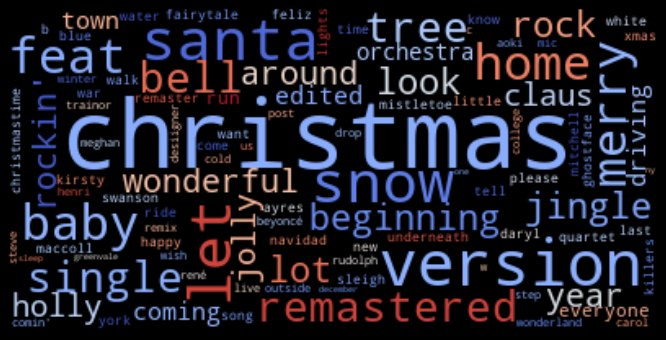 b water fairytale feliz lights time know c white
town santa tree rock xmas
blue feat orchestra aoki mic
winter walk bell around look home merry
war remaster run edited mistletoe little claus driving
trainor christmas
christmastime rockin' desiigner post college mitchell ghostface
meghan want come us drop
kirsty cold one please ny
henri wonderful snow tell
swanson let jolly ayres beginning jingle
baby ride remix beyoncé
steve maccoll happy navidad underneath daryl quartet last
sleep greenvale wish new version killers
single rené lot rudolph sleigh w
holly live outside december step year
coming song remastered everyone
comin' york wonderland carol